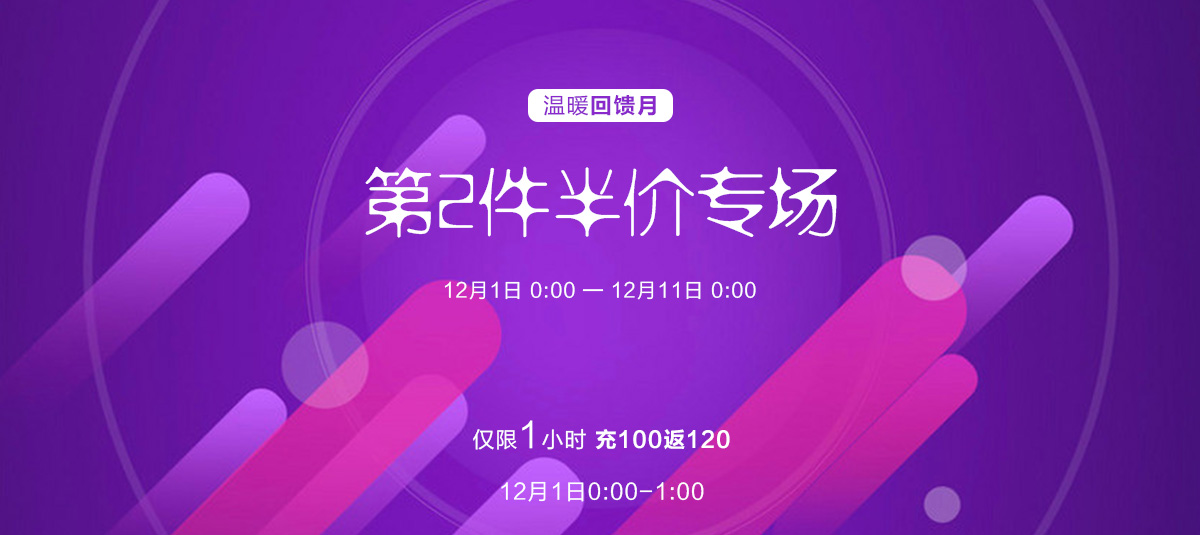 温暖回馈月
第2件半价专场
12月1日 0:00 — 12月11日 0:00
仅限1小时 充100返120
12月1日0:00-1:00